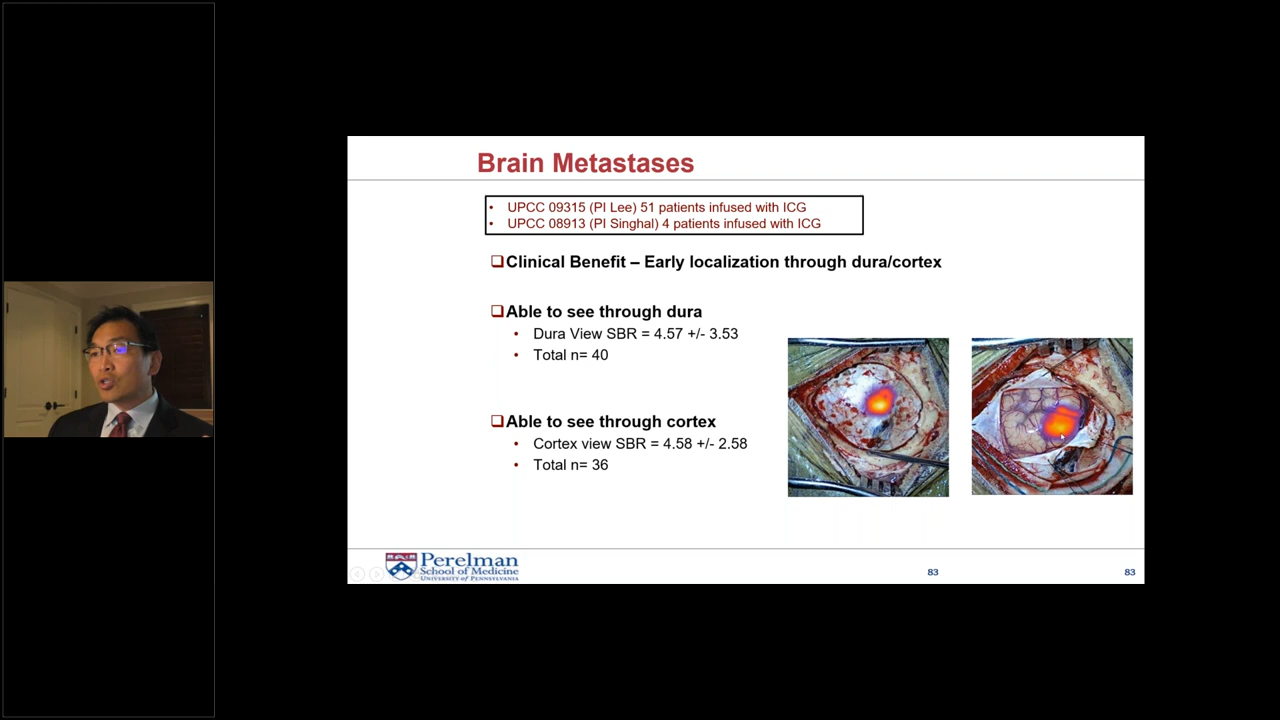 Brain Metastases
• UPCC 09315 (PI Lee) 51 patients infused with ICG
• UPCC 08913 (PI Singhal) 4 patients infused with ICG
❑Clinical Benefit – Early localization through dura/cortex
❑Able to see through dura
• Dura View SBR = 4.57 +/- 3.53
• Total n= 40
❑Able to see through cortex
• Cortex view SBR = 4.58 +/- 2.58
• Total n= 36
Perelman
School of Medicine
University of Pennsylvania
83
83